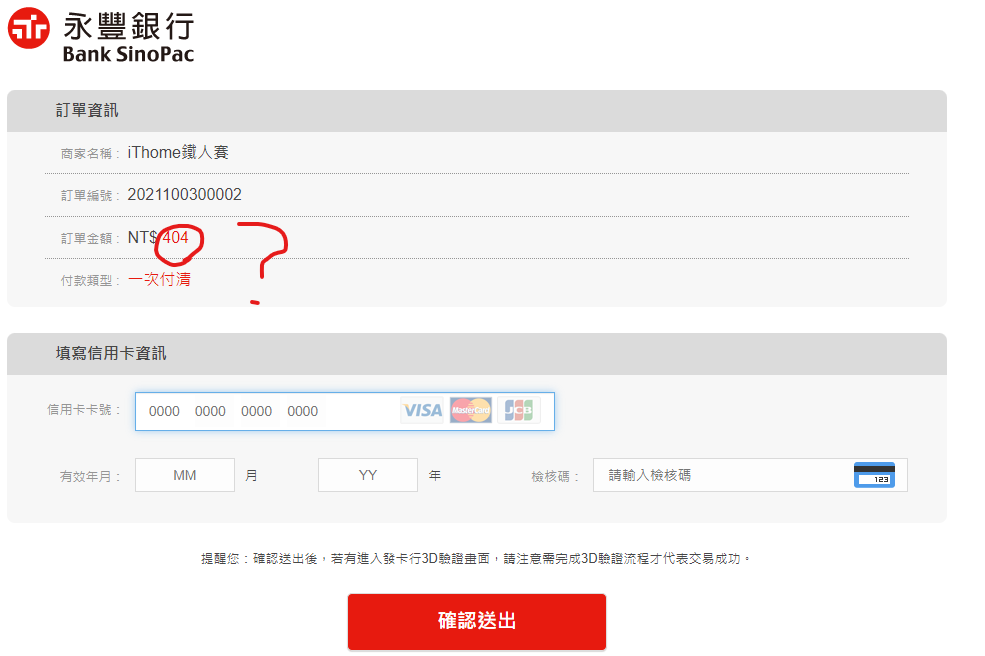 永豐銀行
Bank SinoPac
訂單資訊
商家名稱： iThome鐵人賽
訂單編號： 2021100300002
訂單金額： NT$ 404
?
付款類型： 一次付清
填寫信用卡資訊
信用卡卡號： 0000 0000 0000 0000 VISA MasterCard JCB
有效年月： MM 月 YY 年 檢核碼： 請輸入檢核碼 123
提醒您：確認送出後，若有進入發卡行3D驗證畫面，請注意需完成3D驗證流程才代表交易成功。
確認送出